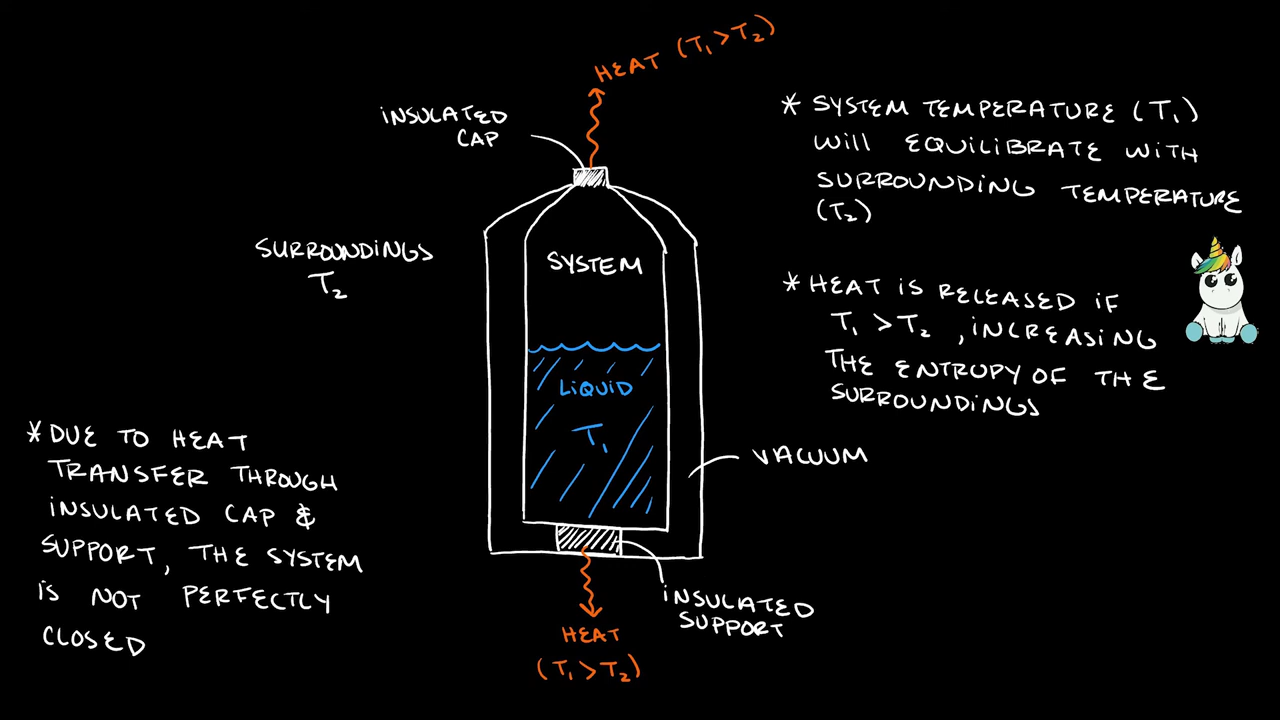 HEAT (T₁ > T₂)
INSULATED
CAP
* SYSTEM TEMPERATURE (T₁)
WILL EQUILIBRATE WITH
SURROUNDING TEMPERATURE
(T₂)
SURROUNDINGS
T₂
SYSTEM
* HEAT IS RELEASED IF
T₁ > T₂, INCREASING
THE ENTROPY OF THE
SURROUNDINGS
LIQUID
T₁
VACUUM
* DUE TO HEAT
TRANSFER THROUGH
INSULATED CAP &
SUPPORT, THE SYSTEM
IS NOT PERFECTLY
CLOSED
INSULATED
SUPPORT
HEAT
(T₁ > T₂)